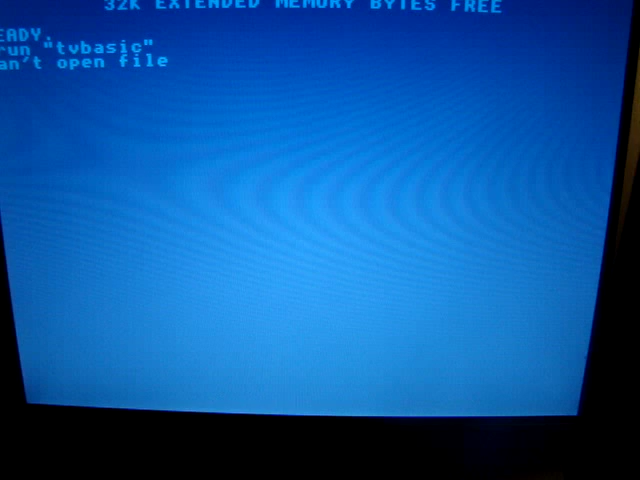 32K EXTENDED MEMORY BYTES FREE
EADY.
run "tvbasic"
an't open file